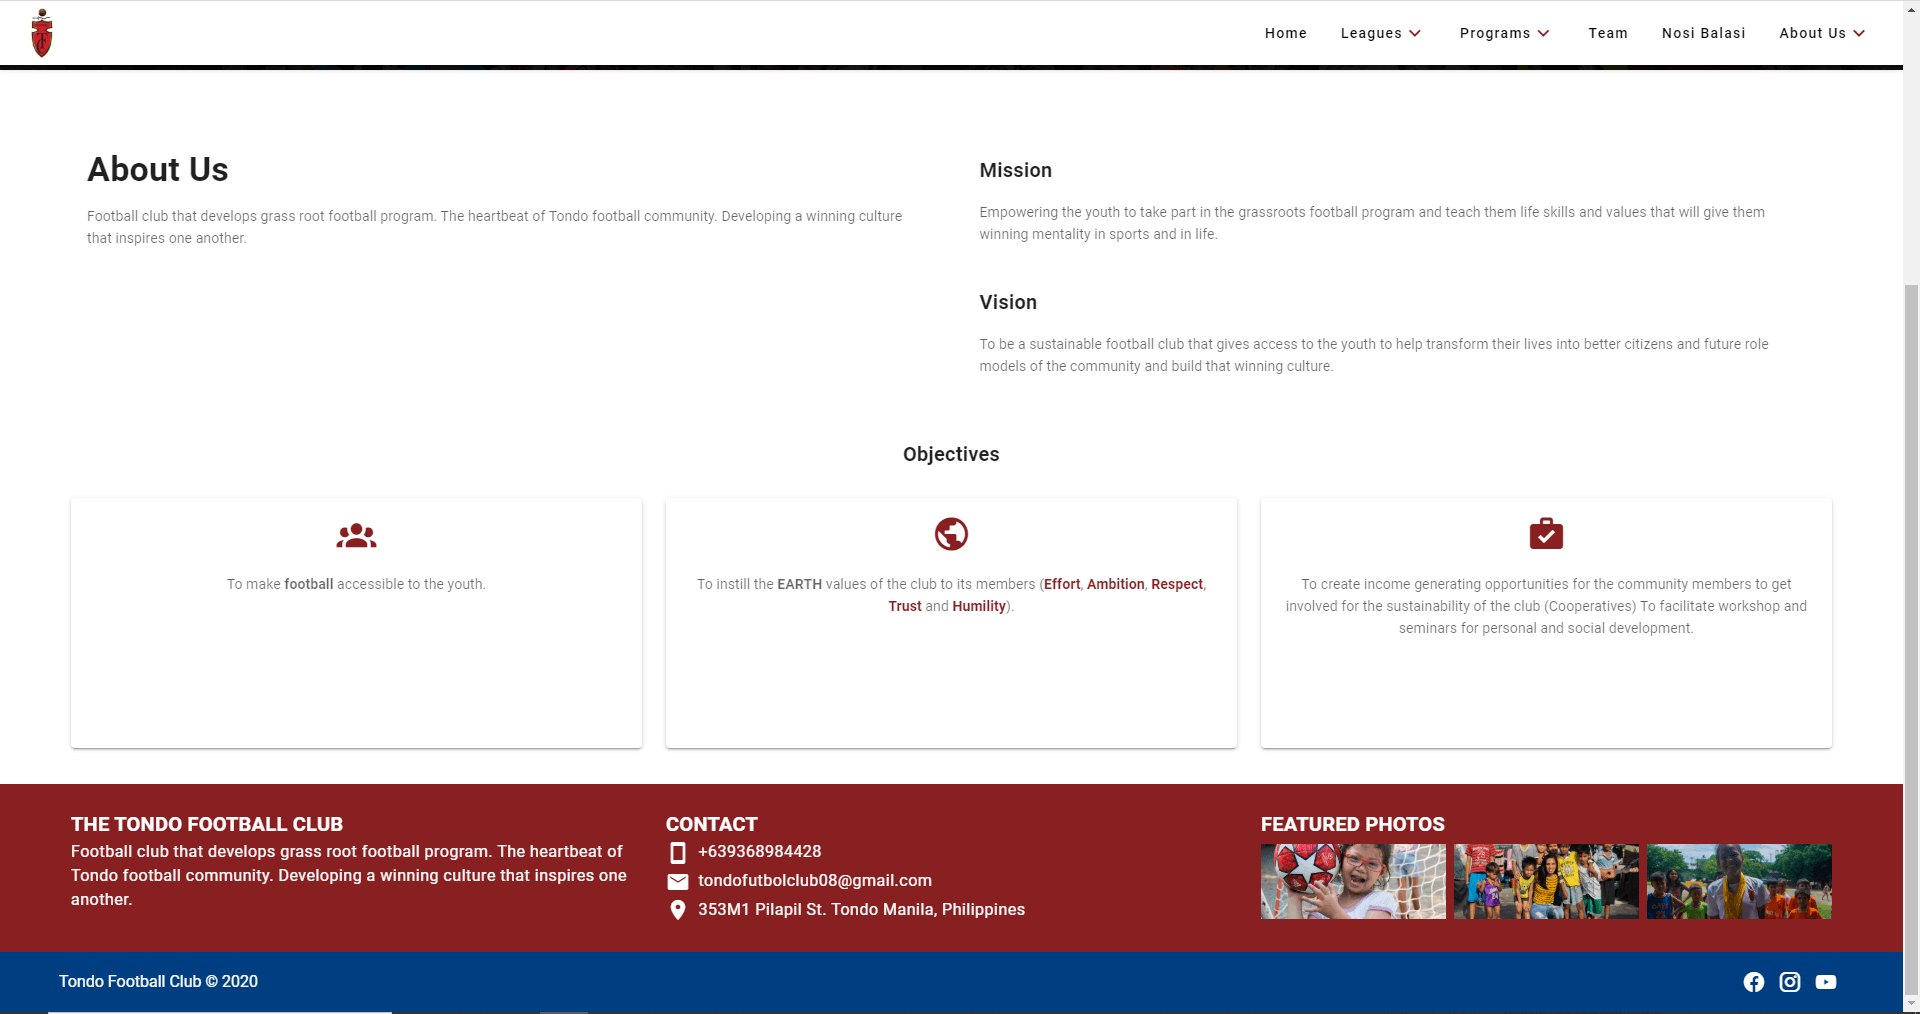 Home Leagues Programs Team Nosi Balasi About Us
About Us
Football club that develops grass root football program. The heartbeat of Tondo football community. Developing a winning culture
that inspires one another.
Mission
Empowering the youth to take part in the grassroots football program and teach them life skills and values that will give them
winning mentality in sports and in life.
Vision
To be a sustainable football club that gives access to the youth to help transform their lives into better citizens and future role
models of the community and build that winning culture.
Objectives
To make football accessible to the youth.
To instill the EARTH values of the club to its members (Effort, Ambition, Respect,
Trust and Humility).
To create income generating opportunities for the community members to get
involved for the sustainability of the club (Cooperatives) To facilitate workshop and
seminars for personal and social development.
THE TONDO FOOTBALL CLUB
Football club that develops grass root football program. The heartbeat of
Tondo football community. Developing a winning culture that inspires one
another.
CONTACT
+639368984428
tondofutbolclub08@gmail.com
353M1 Pilapil St. Tondo Manila, Philippines
FEATURED PHOTOS
Tondo Football Club © 2020